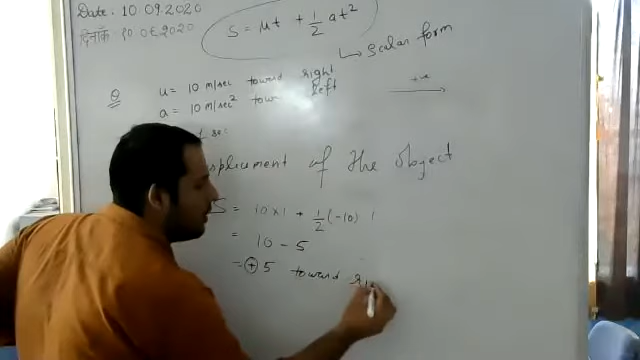 Date: 10.09.2020
दिनांक: 10.09.2020
S = ut + 1/2 at²
↳ Scalar form
Q
u = 10 m/sec toward right
a = 10 m/sec² left
+ve
displacement of the object
S = 10×1 + 1/2 (-10) 1
= 10 - 5
= + 5 toward